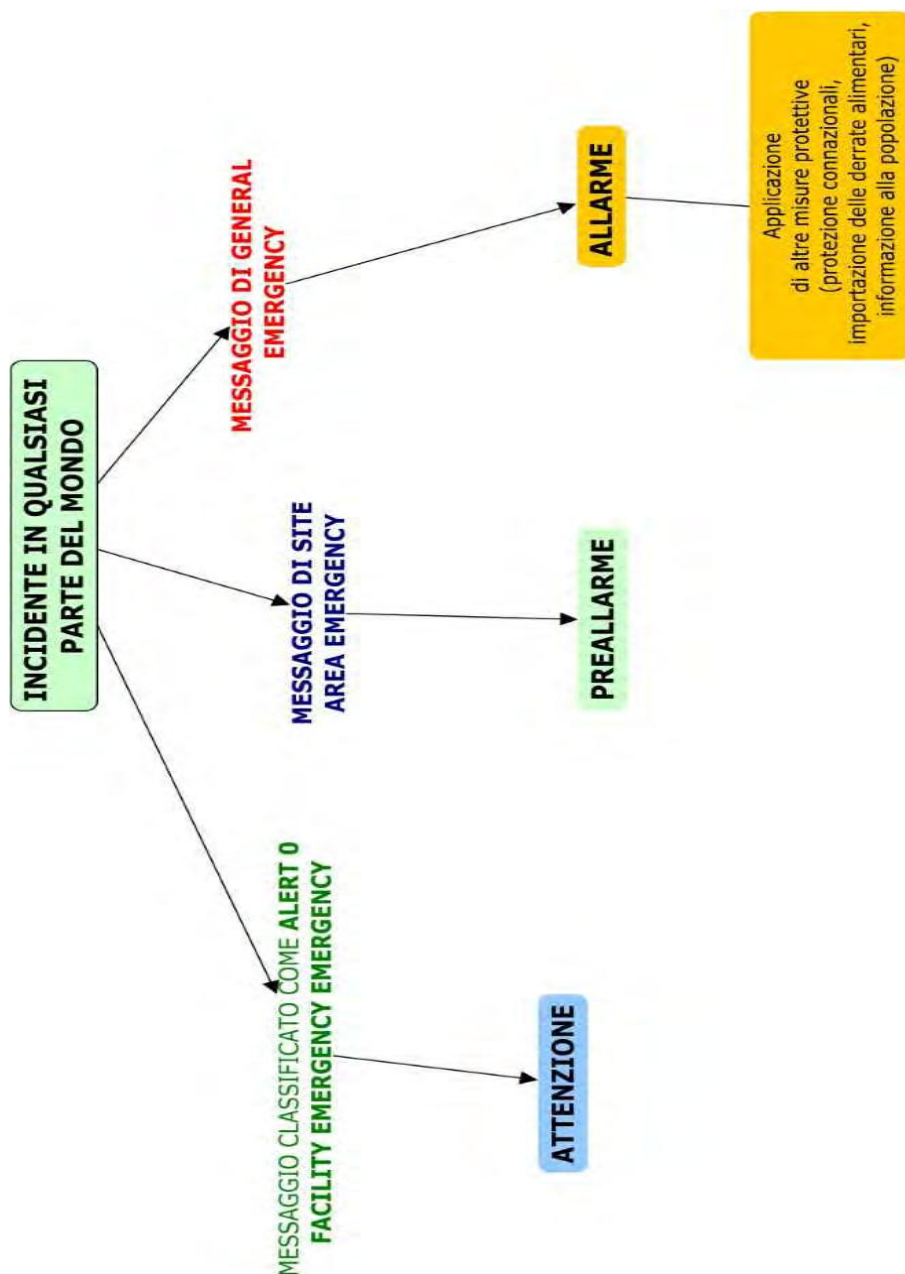 INCIDENTE IN QUALSIASI
PARTE DEL MONDO
MESSAGGIO CLASSIFICATO COME ALERT O
FACILITY EMERGENCY EMERGENCY
MESSAGGIO DI SITE
AREA EMERGENCY
MESSAGGIO DI GENERAL
EMERGENCY
ATTENZIONE
PREALLARME
ALLARME
Applicazione
di altre misure protettive
(protezione connazionali,
importazione delle derrate alimentari,
informazione alla popolazione)